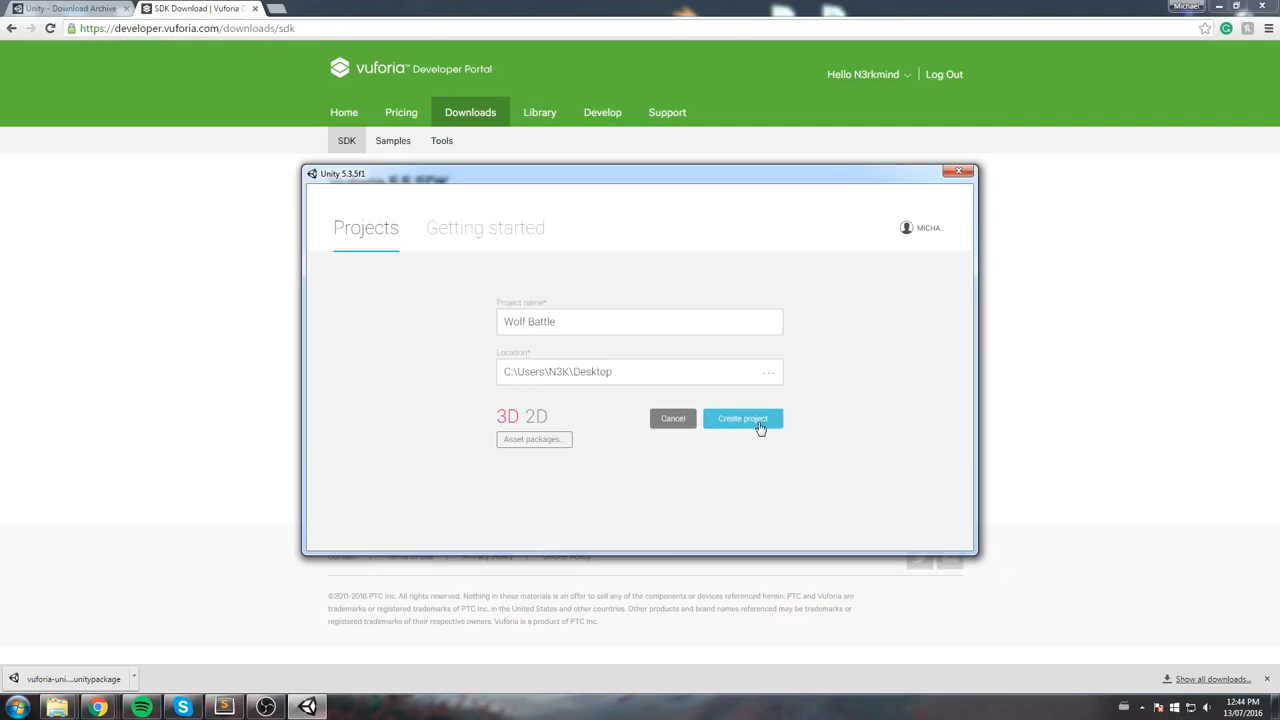 Unity - Download Archive
SDK Download | Vuforia D
Michael
https://developer.vuforia.com/downloads/sdk
vuforia™ Developer Portal
Hello N3rkmind
Log Out
Home
Pricing
Downloads
Library
Develop
Support
SDK
Samples
Tools
Unity 5.3.5f1
Projects
Getting started
MICHA..
Project name*
Wolf Battle
Location*
C:\Users\N3K\Desktop
...
3D 2D
Cancel
Create project
Asset packages...
©2011-2016 PTC Inc. All rights reserved. Nothing in these materials is an offer to sell any of the components or devices referenced herein. PTC and Vuforia are
trademarks or registered trademarks of PTC Inc. in the United States and other countries. Other products and brand names referenced may be trademarks or
registered trademarks of their respective owners. Vuforia is a product of PTC Inc.
vuforia-uni....unitypackage
Show all downloads...
12:44 PM
13/07/2016